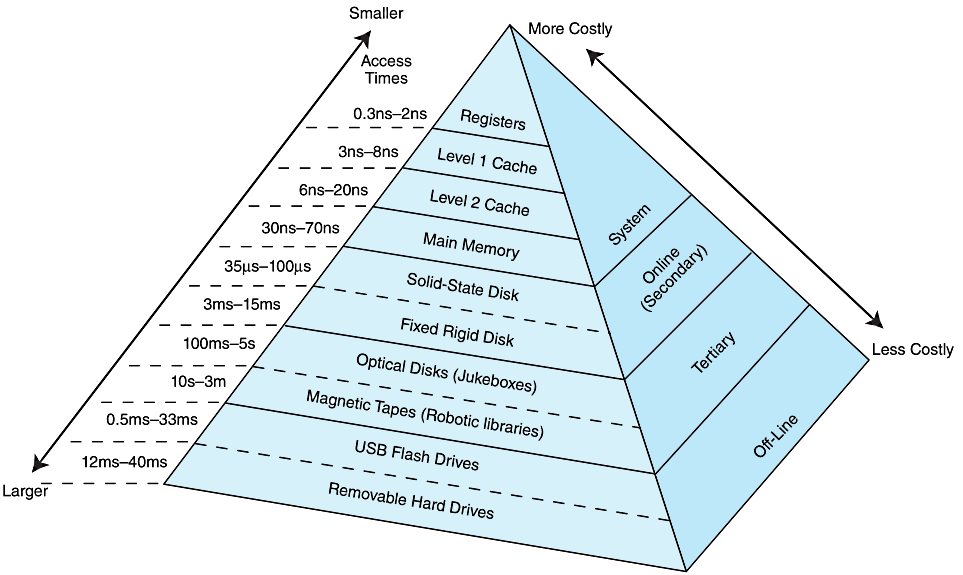 Smaller
More Costly
Access
Times
0.3ns–2ns
Registers
3ns–8ns
Level 1 Cache
6ns–20ns
Level 2 Cache
System
30ns–70ns
Main Memory
Online
(Secondary)
35µs–100µs
Solid-State Disk
3ms–15ms
Fixed Rigid Disk
Less Costly
100ms–5s
Optical Disks (Jukeboxes)
Tertiary
10s–3m
Magnetic Tapes (Robotic libraries)
0.5ms–33ms
USB Flash Drives
Off-Line
12ms–40ms
Removable Hard Drives
Larger